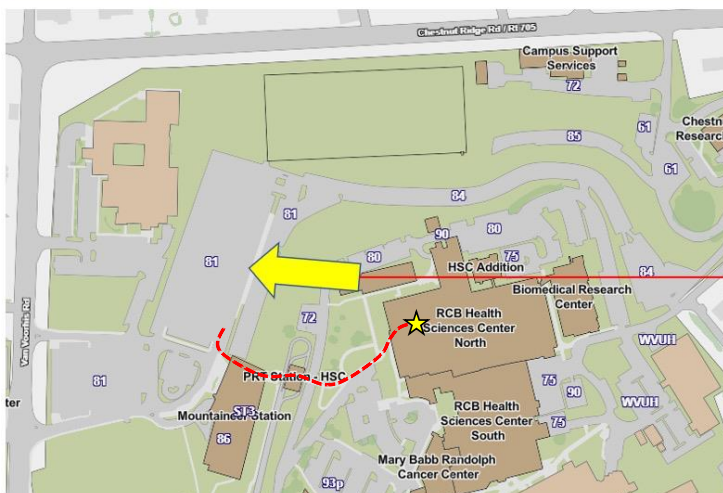 Chestnut Ridge Rd / Rt 705
Campus Support
Services
72
61
85
Chestn
Research
61
84
81
90
80
80
75
81
HSC Addition
84
Biomedical Research
Center
RCB Health
Sciences Center
North
72
WVUH
Van Voorhis Rd
81
PRT Station - HSC
75
90
WVUH
ter
S13
Mountaineer Station
86
RCB Health
Sciences Center
South
75
Mary Babb Randolph
Cancer Center
93p